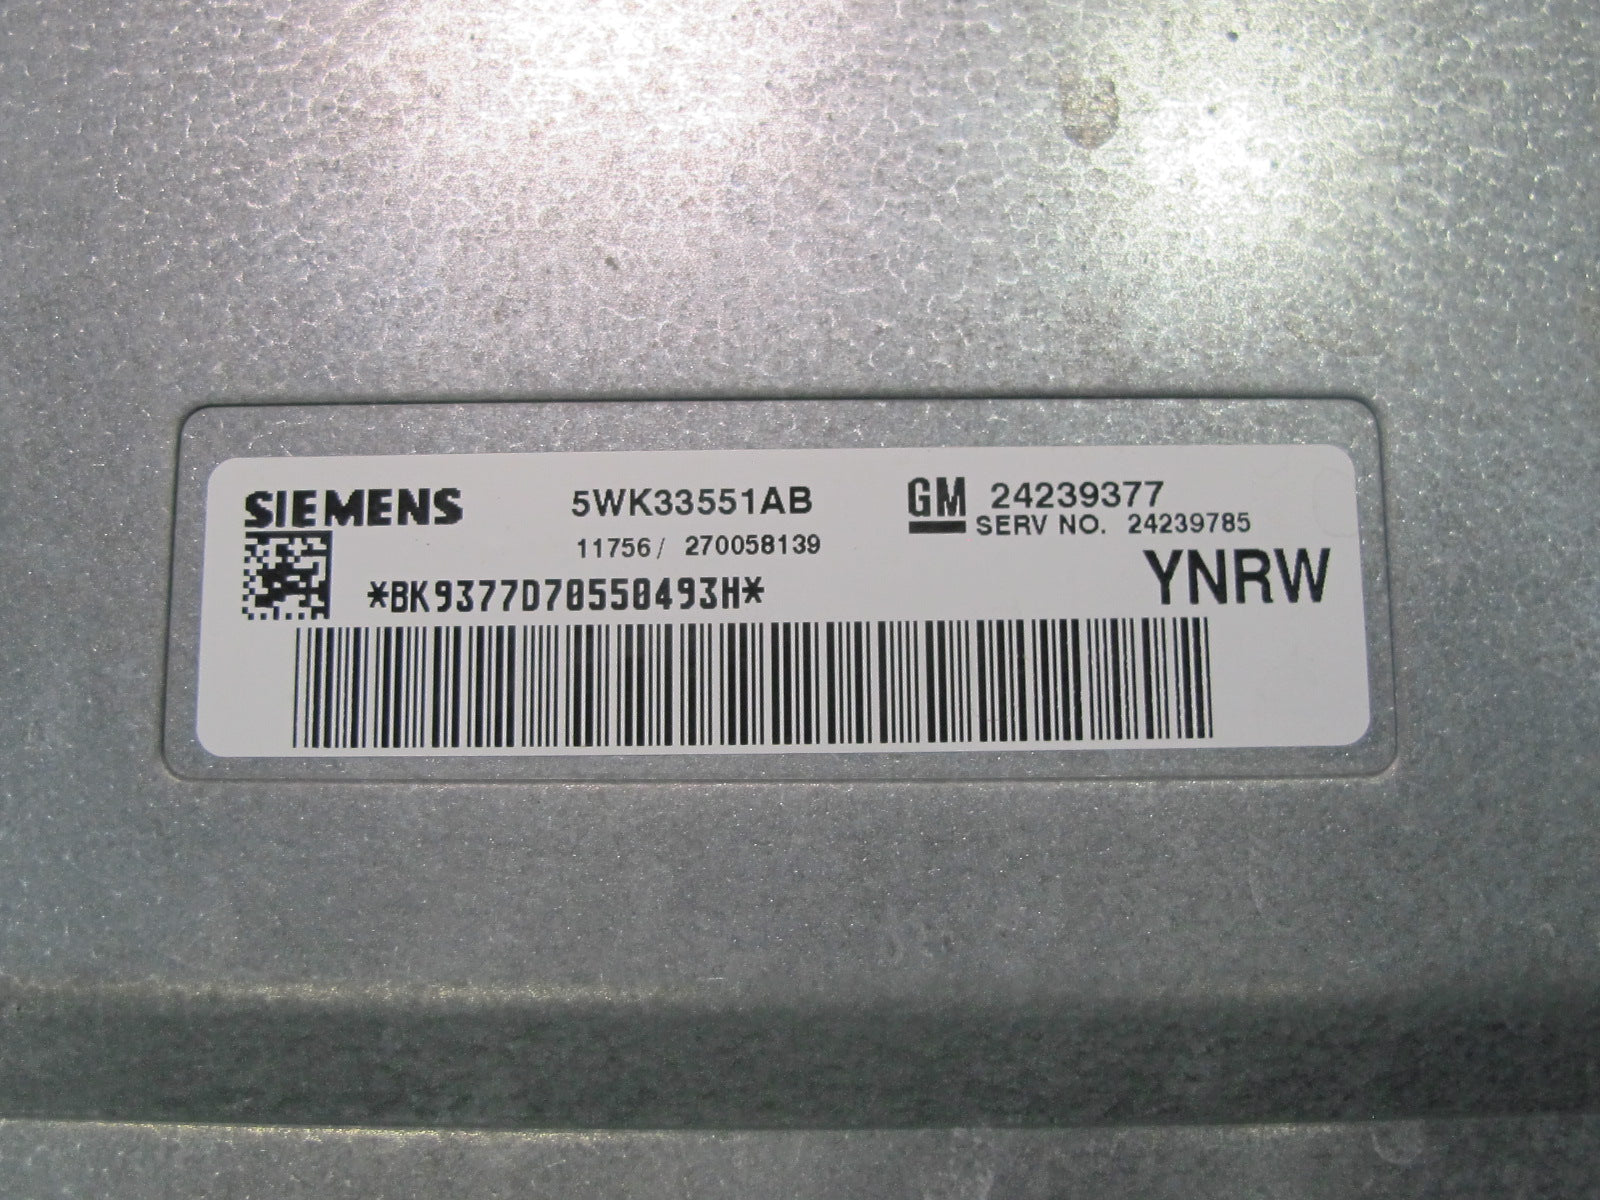 SIEMENS 5WK33551AB GM 24239377
SERV NO. 24239785
11756/ 270058139
YNRW
*BK9377D70550493H*